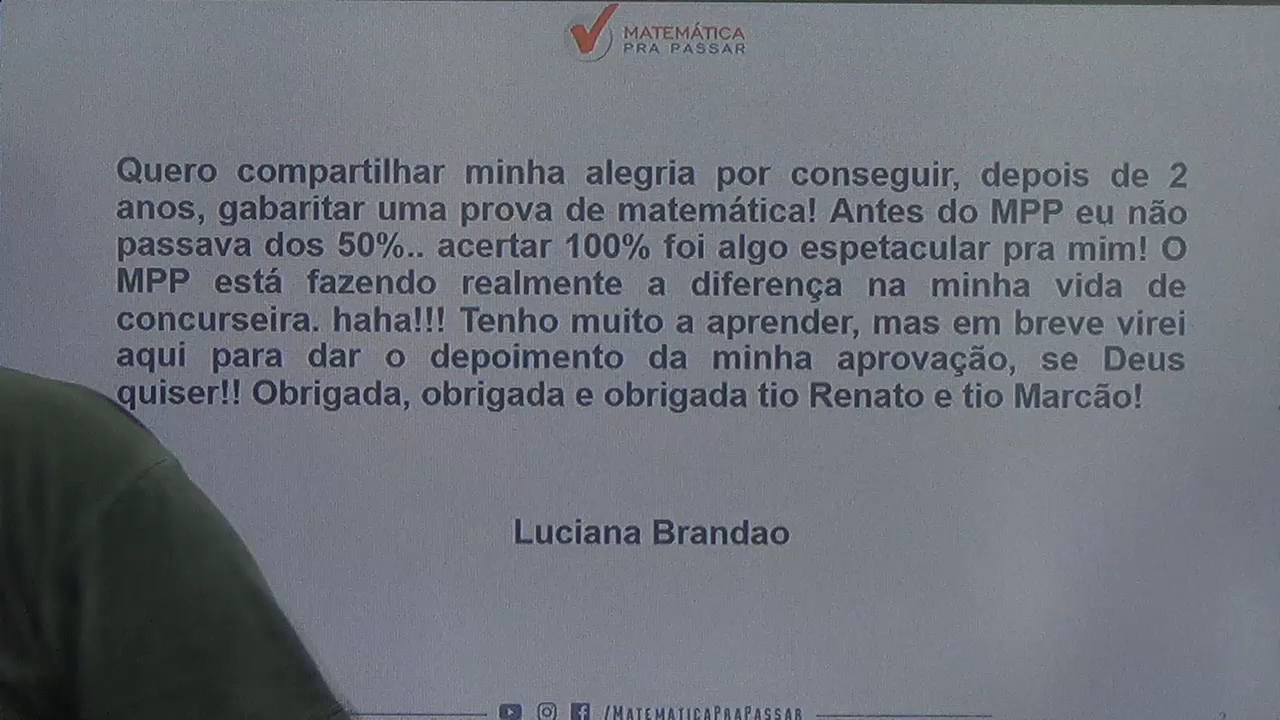 MATEMÁTICA
PRA PASSAR
Quero compartilhar minha alegria por conseguir, depois de 2
anos, gabaritar uma prova de matemática! Antes do MPP eu não
passava dos 50%.. acertar 100% foi algo espetacular pra mim! O
MPP está fazendo realmente a diferença na minha vida de
concurseira. haha!!! Tenho muito a aprender, mas em breve virei
aqui para dar o depoimento da minha aprovação, se Deus
quiser!! Obrigada, obrigada e obrigada tio Renato e tio Marcão!
Luciana Brandao
/MATEMATICAPRAPASSAR